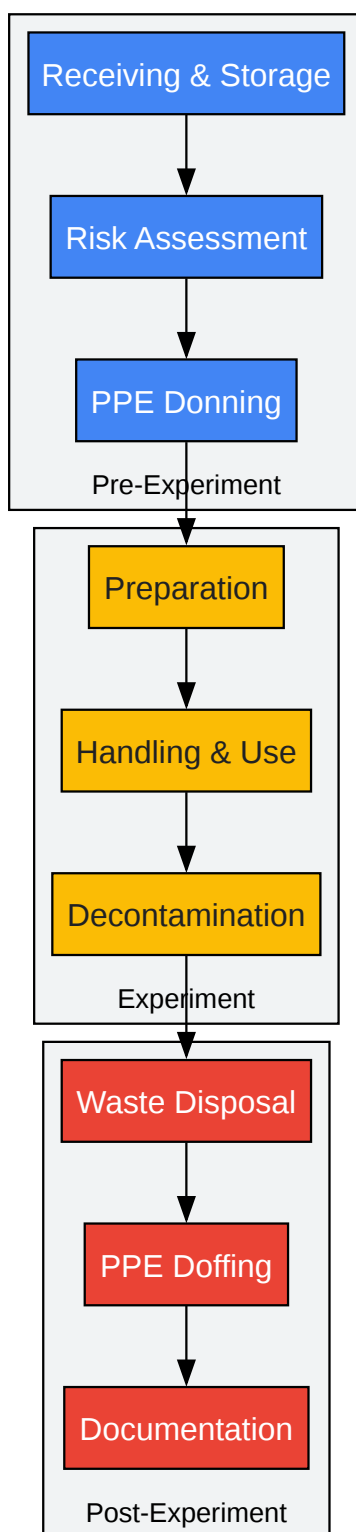 Receiving & Storage
Risk Assessment
PPE Donning
Pre-Experiment
Preparation
Handling & Use
Decontamination
Experiment
Waste Disposal
PPE Doffing
Documentation
Post-Experiment